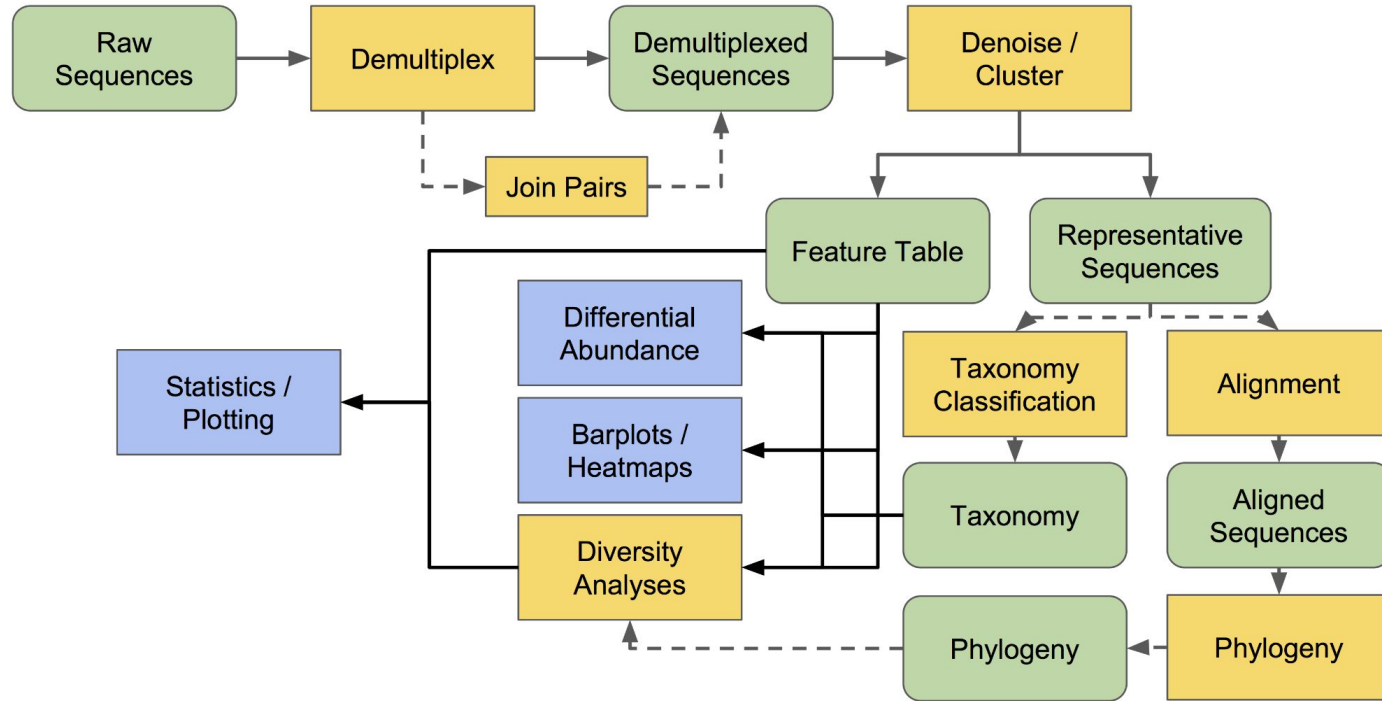 Raw
Sequences
Demultiplex
Demultiplexed
Sequences
Denoise /
Cluster
Join Pairs
Feature Table
Representative
Sequences
Differential
Abundance
Taxonomy
Classification
Alignment
Statistics /
Plotting
Barplots /
Heatmaps
Taxonomy
Aligned
Sequences
Diversity
Analyses
Phylogeny
Phylogeny